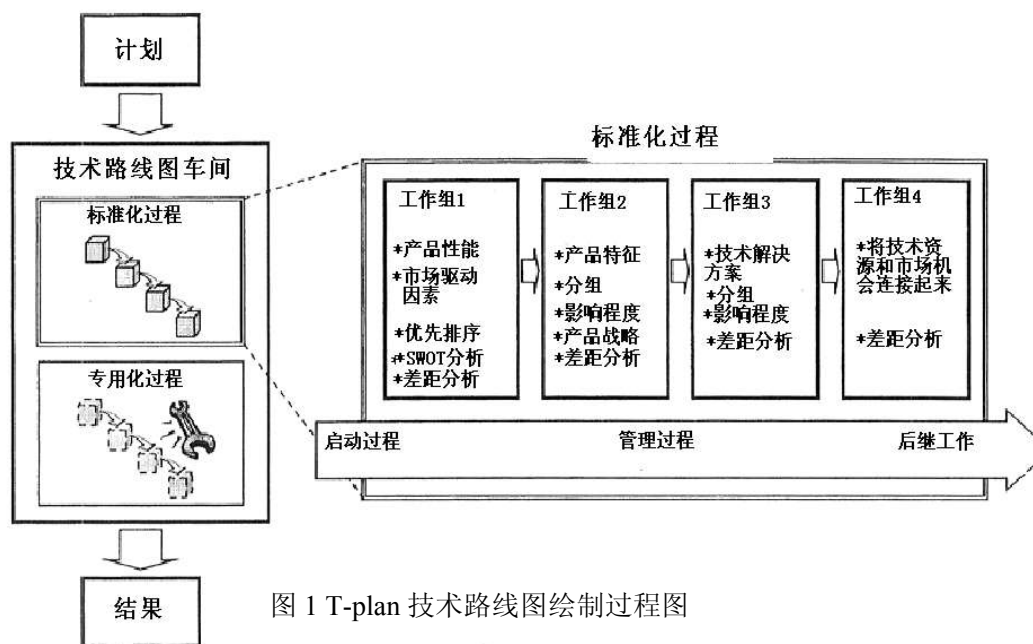 计划
技术路线图车间
标准化过程
专用化过程
结果
标准化过程
工作组1
*产品性能
*市场驱动
因素
*优先排序
*SWOT分析
*差距分析
工作组2
*产品特征
*分组
*影响程度
*产品战略
*差距分析
工作组3
*技术解决
方案
*分组
*影响程度
*差距分析
工作组4
*将技术资
源和市场机
会连接起来
*差距分析
启动过程
管理过程
后继工作
图 1 T-plan 技术路线图绘制过程图